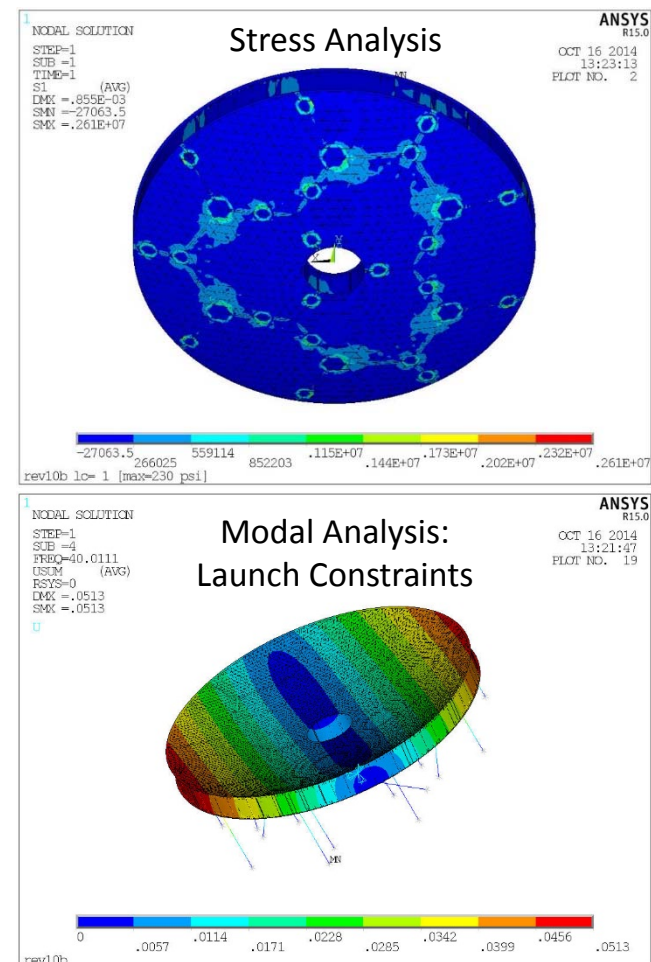 1
NODAL SOLUTION
STEP=1
SUB =1
TIME=1
S1 (AVG)
DMX =.855E-03
SMN =-27063.5
SMX =.261E+07
Stress Analysis
ANSYS
R15.0
OCT 16 2014
13:23:13
PLOT NO. 2
MN
Y
X
-27063.5 559114 .115E+07 .173E+07 .232E+07
266025 852203 .144E+07 .202E+07 .261E+07
rev10b lc= 1 [max=230 psi]
1
NODAL SOLUTION
STEP=1
SUB =4
FREQ=40.0111
USUM (AVG)
RSYS=0
DMX =.0513
SMX =.0513
U
Modal Analysis:
Launch Constraints
ANSYS
R15.0
OCT 16 2014
13:21:47
PLOT NO. 19
MN
0 .0114 .0228 .0342 .0456
.0057 .0171 .0285 .0399 .0513
rev10b